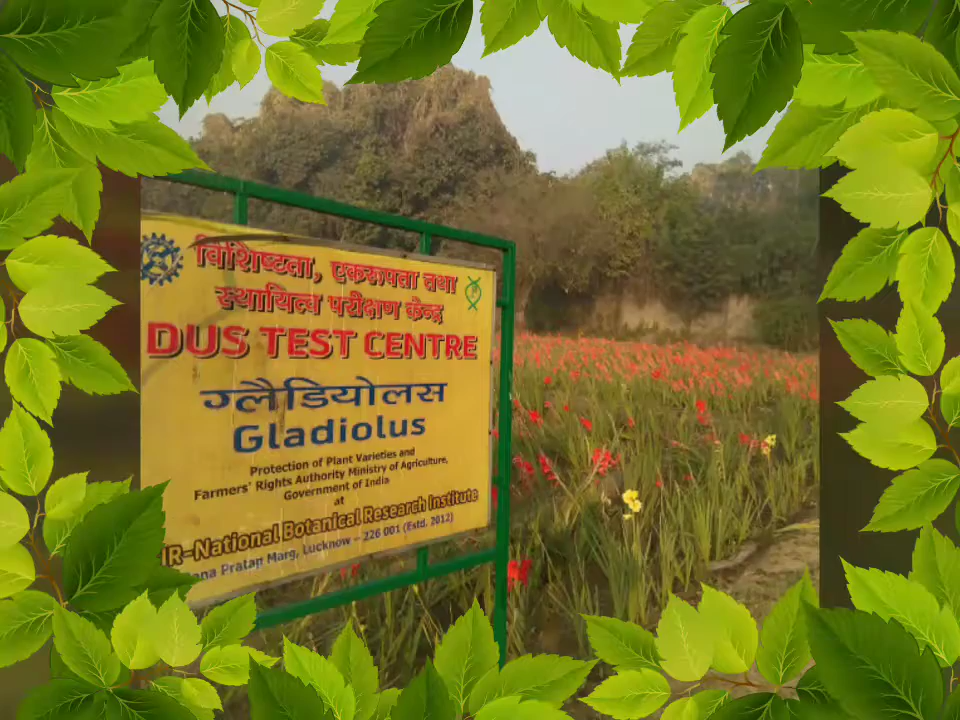 विशिष्टता, एकरूपता तथा
स्थायित्व परीक्षण केन्द्र
DUS TEST CENTRE
ग्लैडियोलस
Gladiolus
Protection of Plant Varieties and
Farmers' Rights Authority Ministry of Agriculture,
Government of India
at
IR-National Botanical Research Institute
Pratap Marg, Lucknow – 226 001 (Estd. 2012)